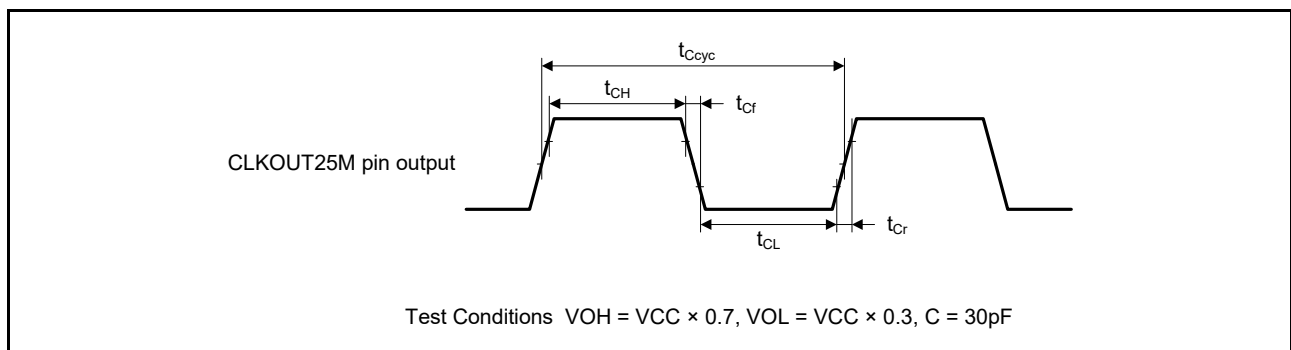 tCcyc
tCH
tCf
CLKOUT25M pin output
tCL
tCr
Test Conditions VOH = VCC × 0.7, VOL = VCC × 0.3, C = 30pF